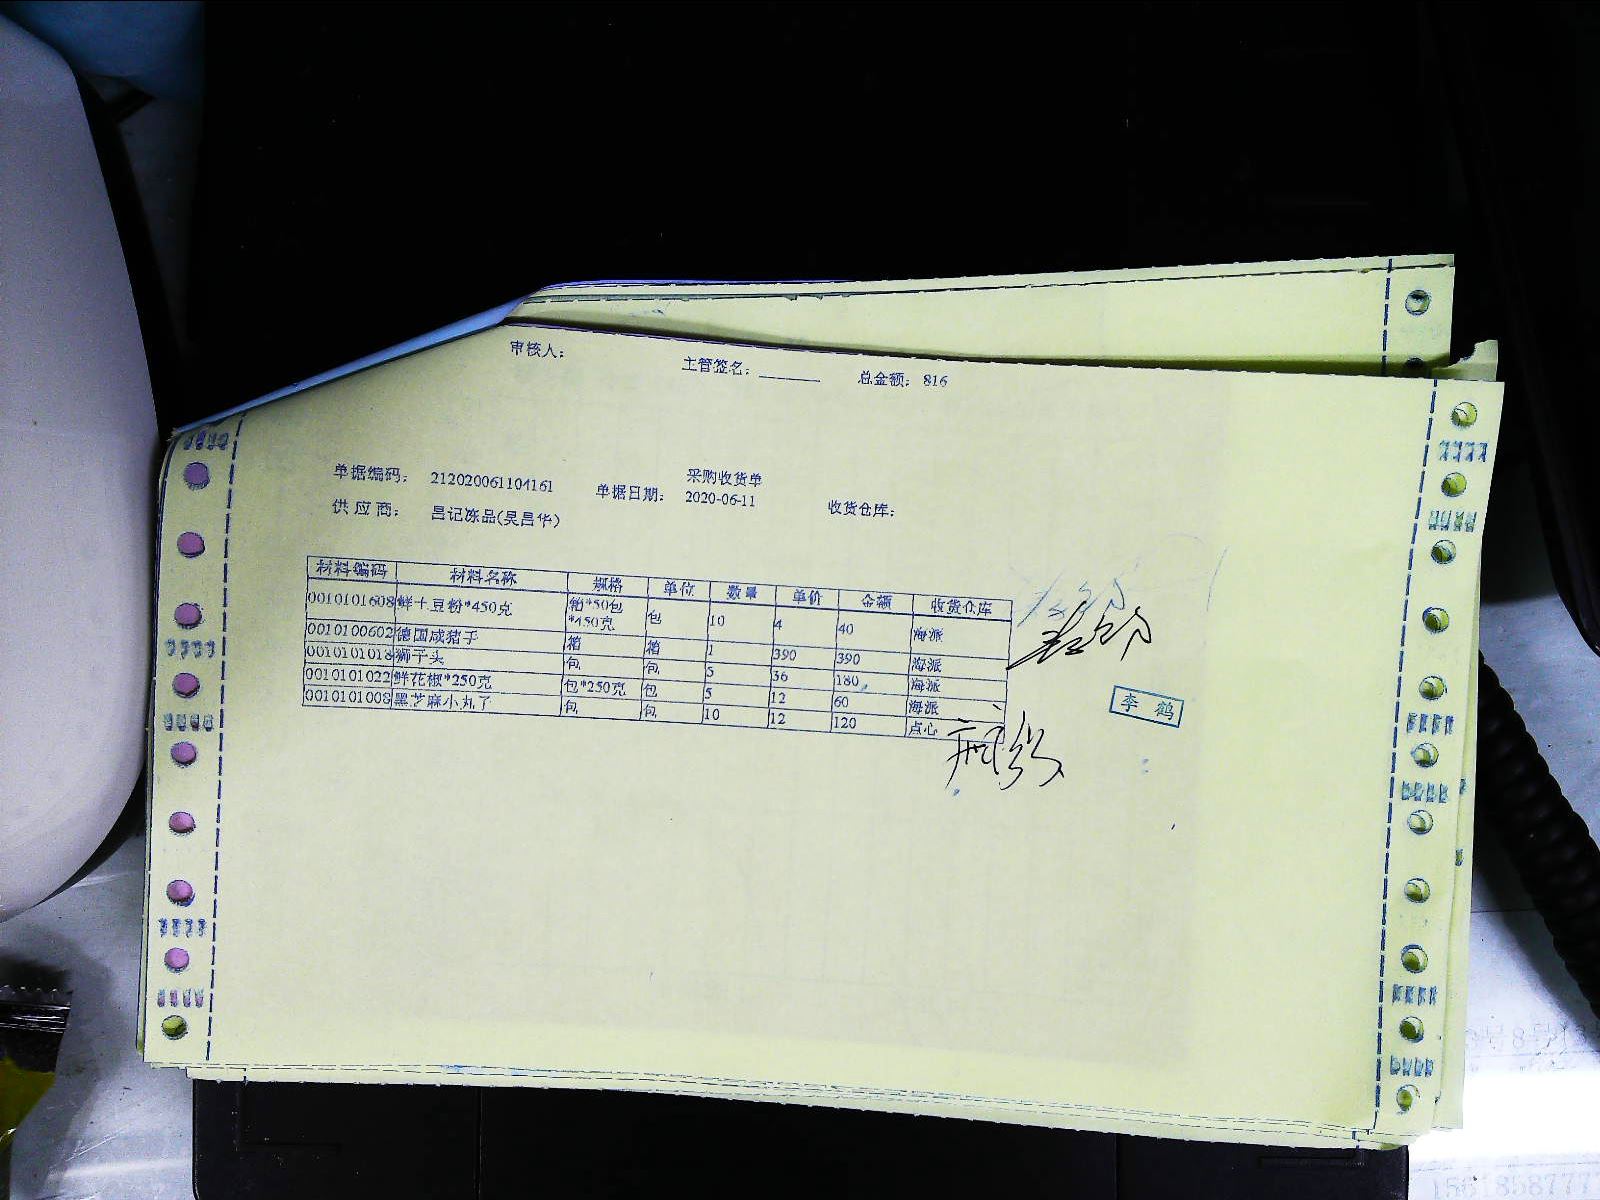 审核人： 主管签名：______ 总金额：816
采购收货单
单据编码： 212020061104161 单据日期： 2020-06-11 收货仓库：
供应商： 昌记冻品(吴昌华)
材料编码 材料名称 规格 单位 数量 单价 金额 收货仓库
0010101608 鲜土豆粉*450克 箱*50包*450克 包 10 4 40 海派
0010100602 德国咸猪手 箱 箱 1 390 390 海派
0010101018 狮子头 包 包 5 36 180 海派
0010101022 鲜花椒*250克 包*250克 包 5 12 60 海派
0010101008 黑芝麻小丸子 包 包 10 12 120 点心
李鹤